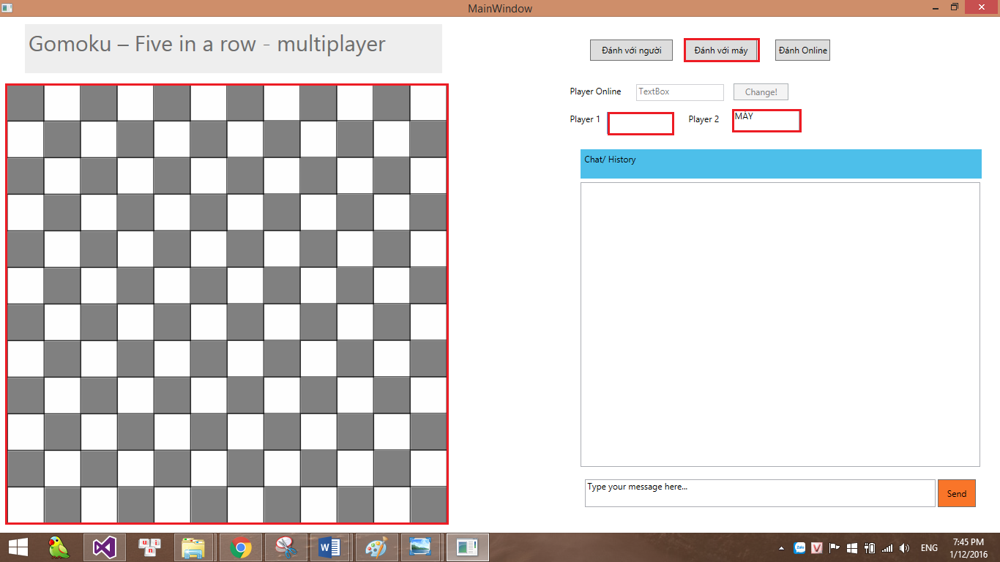 MainWindow
Gomoku – Five in a row - multiplayer
Đánh với người
Đánh với máy
Đánh Online
Player Online
TextBox
Change!
Player 1
Player 2
MÁY
Chat/ History
Type your message here...
Send
u
i
n
Zalo
V
ENG
7:45 PM
1/12/2016